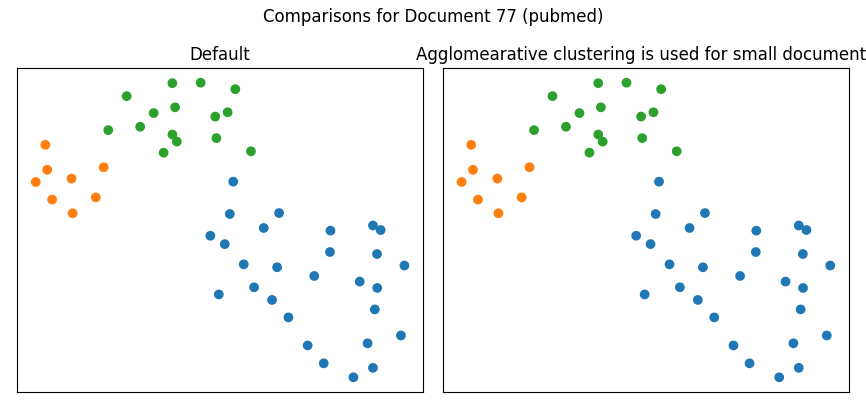 Comparisons for Document 77 (pubmed)
Default
Agglomearative clustering is used for small document